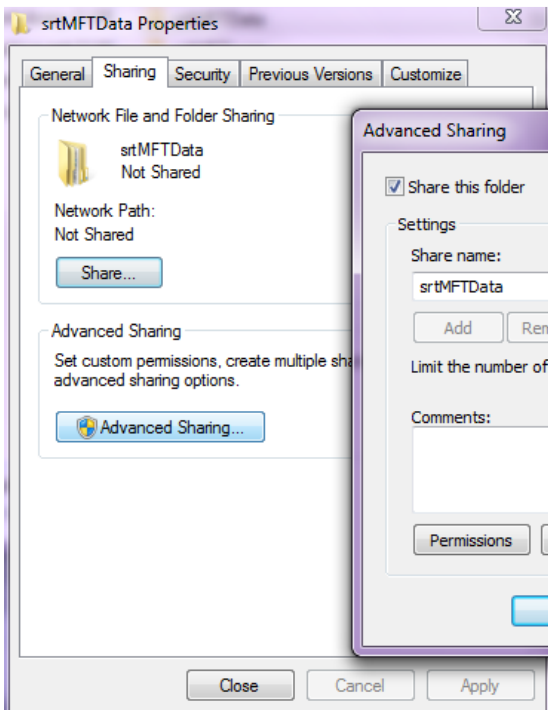 srtMFTData Properties
General Sharing Security Previous Versions Customize
Network File and Folder Sharing
srtMFTData
Not Shared
Network Path:
Not Shared
Share...
Advanced Sharing
Set custom permissions, create multiple sha
advanced sharing options.
Advanced Sharing...
Close Cancel Apply
Advanced Sharing
Share this folder
Settings
Share name:
srtMFTData
Add Rem
Limit the number of
Comments:
Permissions